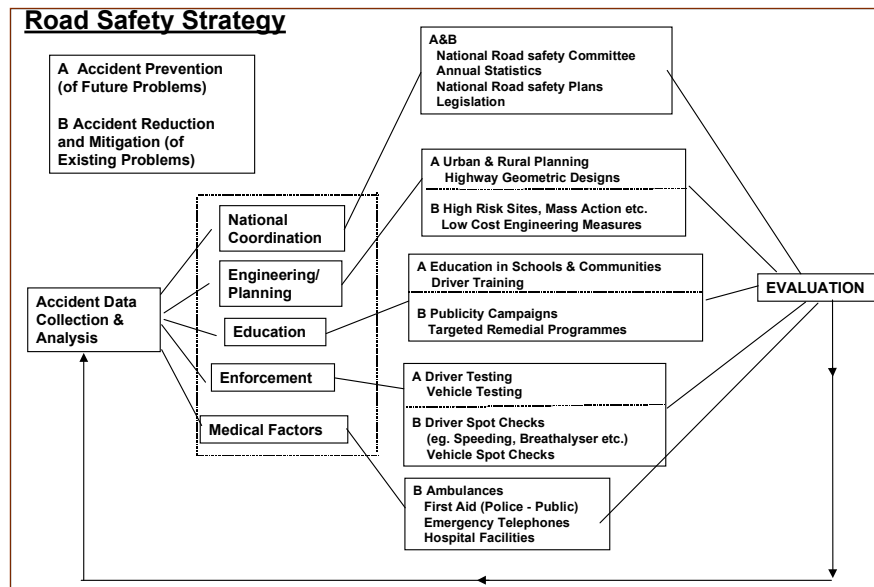 Road Safety Strategy
A Accident Prevention
(of Future Problems)
B Accident Reduction
and Mitigation (of
Existing Problems)
A&B
National Road safety Committee
Annual Statistics
National Road safety Plans
Legislation
A Urban & Rural Planning
Highway Geometric Designs
B High Risk Sites, Mass Action etc.
Low Cost Engineering Measures
National
Coordination
Engineering/
Planning
Education
Enforcement
Medical Factors
Accident Data
Collection &
Analysis
A Education in Schools & Communities
Driver Training
B Publicity Campaigns
Targeted Remedial Programmes
EVALUATION
A Driver Testing
Vehicle Testing
B Driver Spot Checks
(eg. Speeding, Breathalyser etc.)
Vehicle Spot Checks
B Ambulances
First Aid (Police - Public)
Emergency Telephones
Hospital Facilities